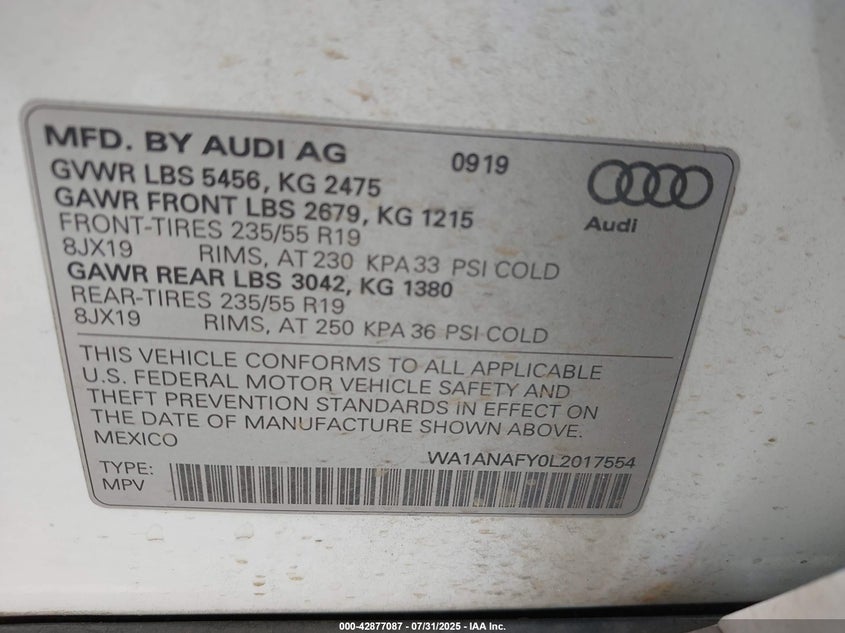 MFD. BY AUDI AG 0919
GVWR LBS 5456, KG 2475
GAWR FRONT LBS 2679, KG 1215
FRONT-TIRES 235/55 R19
8JX19 RIMS, AT 230 KPA 33 PSI COLD
GAWR REAR LBS 3042, KG 1380
REAR-TIRES 235/55 R19
8JX19 RIMS, AT 250 KPA 36 PSI COLD
Audi
THIS VEHICLE CONFORMS TO ALL APPLICABLE
U.S. FEDERAL MOTOR VEHICLE SAFETY AND
THEFT PREVENTION STANDARDS IN EFFECT ON
THE DATE OF MANUFACTURE SHOWN ABOVE.
MEXICO
WA1ANAFY0L2017554
TYPE:
MPV
000-42877087 - 07/31/2025 - IAA Inc.